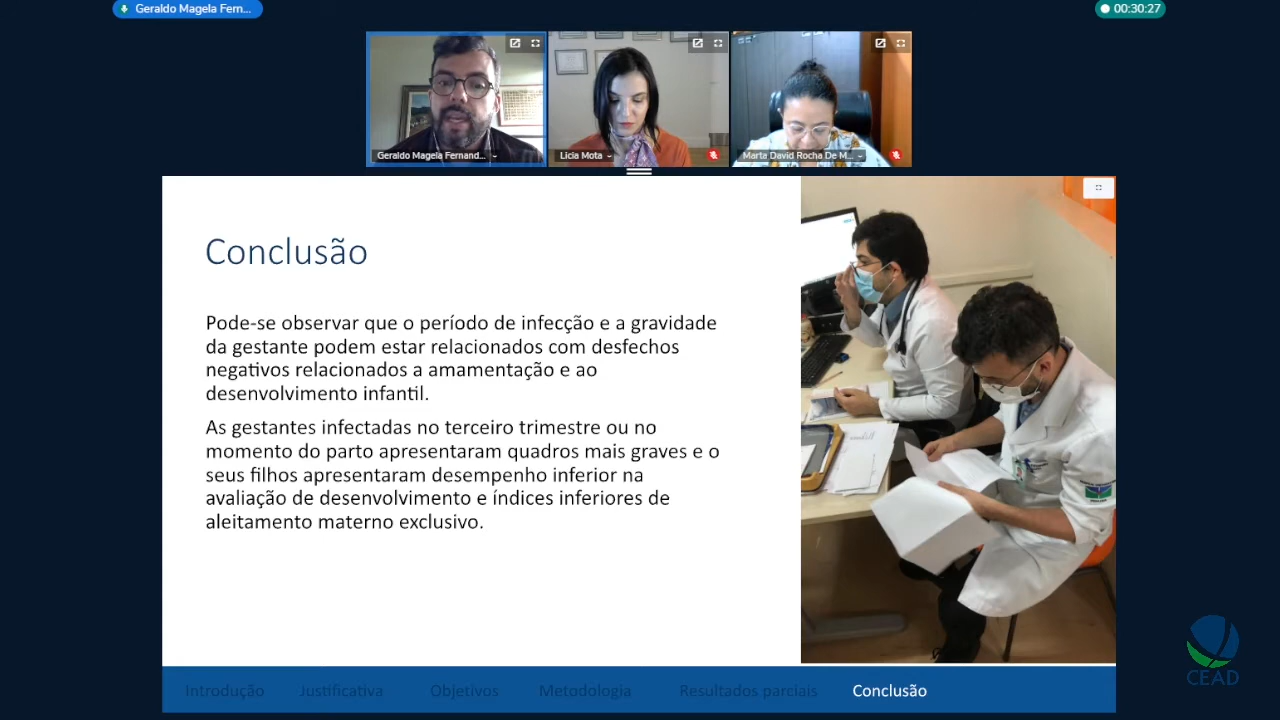 Geraldo Magela Fern...
00:30:27
Geraldo Magela Fernand...
Licia Mota
Marta David Rocha De M...
Conclusão
Pode-se observar que o período de infecção e a gravidade
da gestante podem estar relacionados com desfechos
negativos relacionados a amamentação e ao
desenvolvimento infantil.
As gestantes infectadas no terceiro trimestre ou no
momento do parto apresentaram quadros mais graves e o
seus filhos apresentaram desempenho inferior na
avaliação de desenvolvimento e índices inferiores de
aleitamento materno exclusivo.
Introdução Justificativa Objetivos Metodologia Resultados parciais Conclusão
CEAD